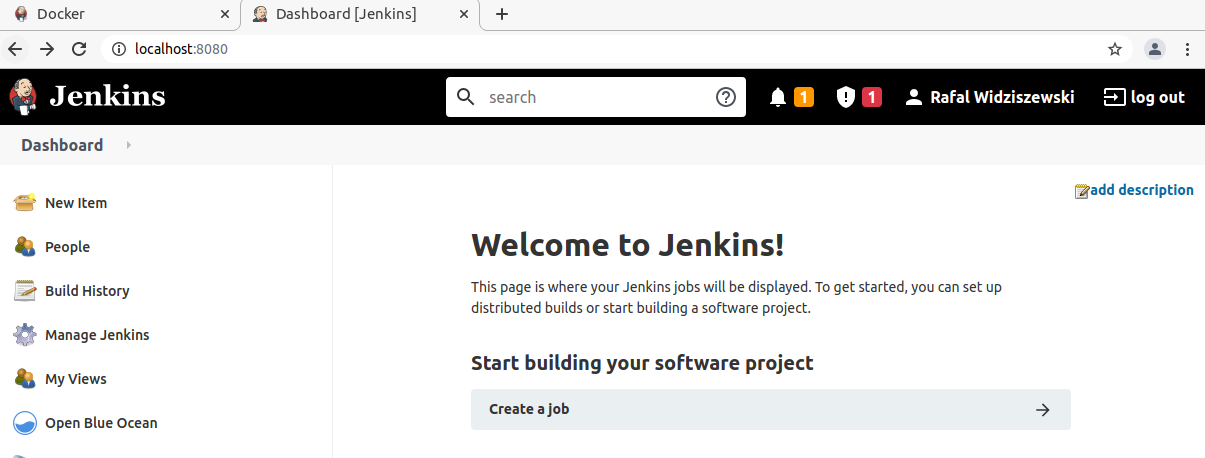 Docker
Dashboard [Jenkins]
localhost:8080
Jenkins
search
1
1
Rafal Widziszewski
log out
Dashboard
add description
New Item
People
Build History
Manage Jenkins
My Views
Open Blue Ocean
Welcome to Jenkins!
This page is where your Jenkins jobs will be displayed. To get started, you can set up
distributed builds or start building a software project.
Start building your software project
Create a job